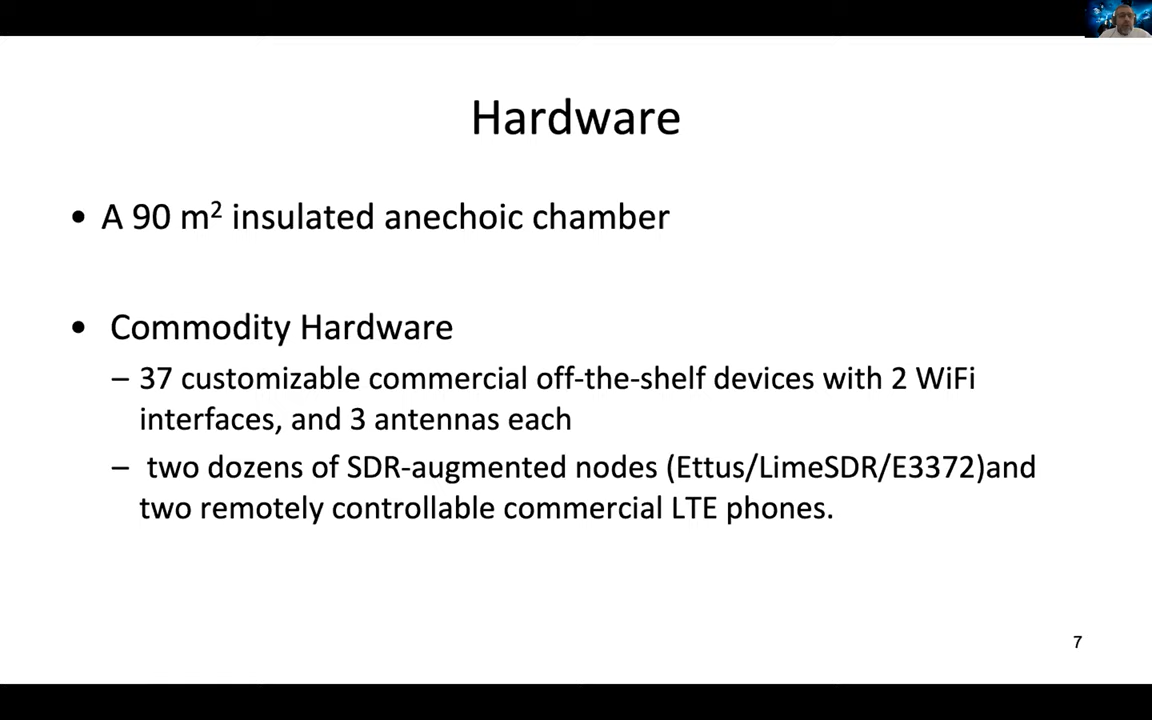 Hardware
• A 90 m² insulated anechoic chamber
• Commodity Hardware
– 37 customizable commercial off-the-shelf devices with 2 WiFi
interfaces, and 3 antennas each
– two dozens of SDR-augmented nodes (Ettus/LimeSDR/E3372)and
two remotely controllable commercial LTE phones.
7